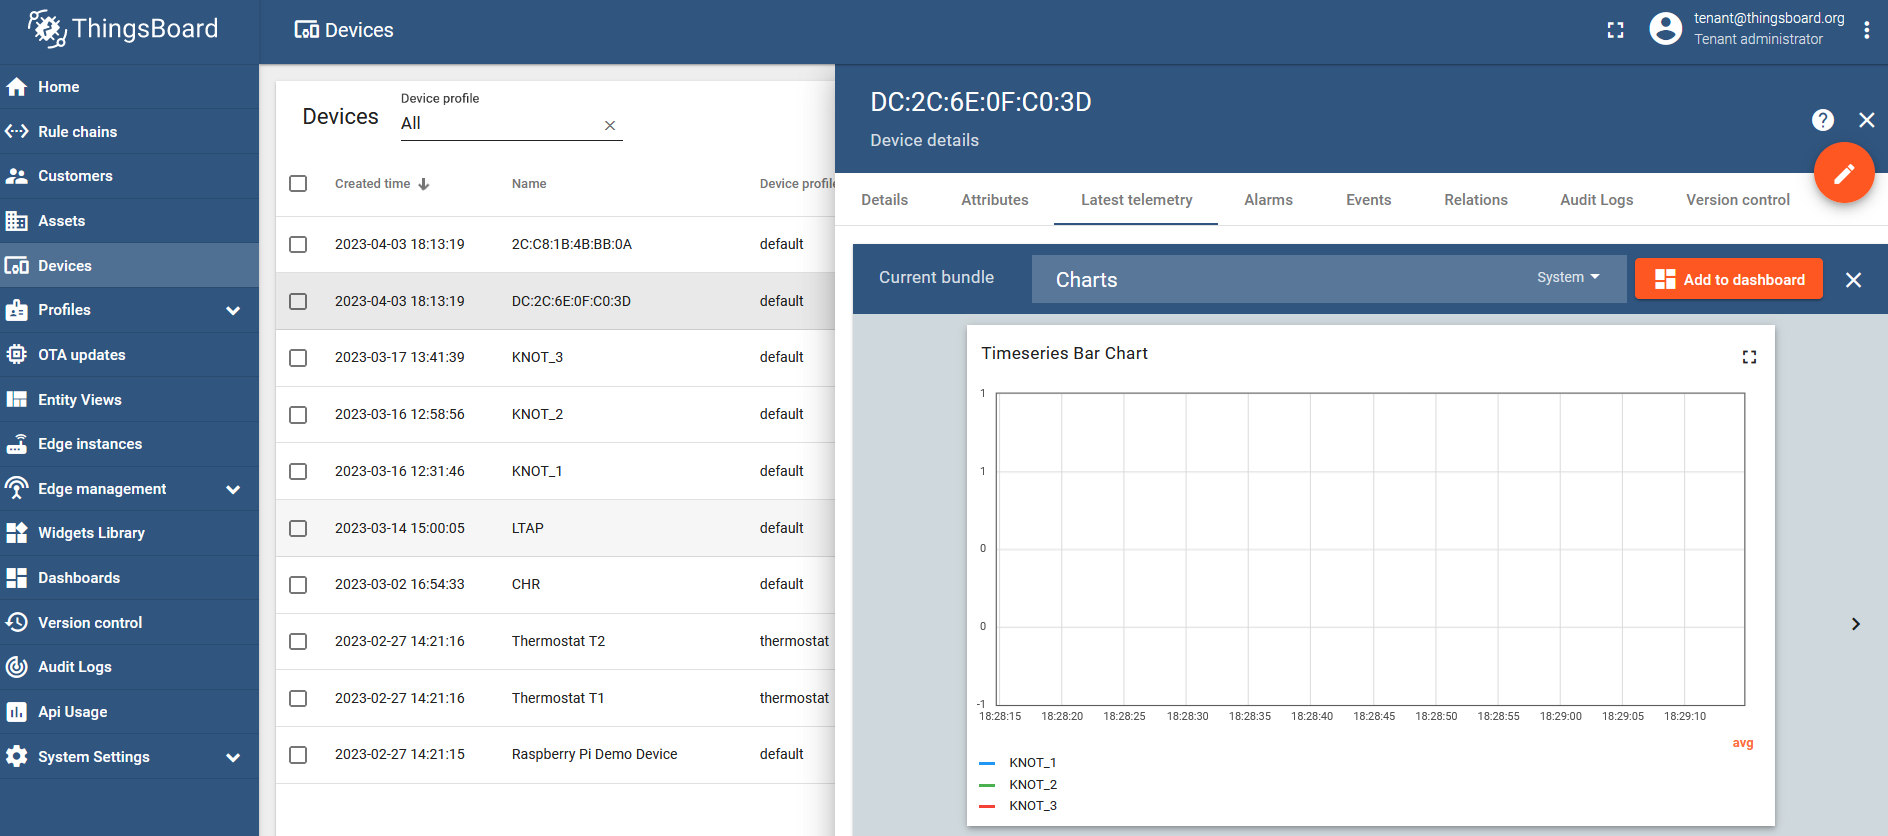 ThingsBoard
Devices
tenant@thingsboard.org
Tenant administrator
Home
Rule chains
Customers
Assets
Devices
Profiles
OTA updates
Entity Views
Edge instances
Edge management
Widgets Library
Dashboards
Version control
Audit Logs
Api Usage
System Settings
Devices
Device profile
All
Created time Name Device profile
2023-04-03 18:13:19 2C:C8:1B:4B:BB:0A default
2023-04-03 18:13:19 DC:2C:6E:0F:C0:3D default
2023-03-17 13:41:39 KNOT_3 default
2023-03-16 12:58:56 KNOT_2 default
2023-03-16 12:31:46 KNOT_1 default
2023-03-14 15:00:05 LTAP default
2023-03-02 16:54:33 CHR default
2023-02-27 14:21:16 Thermostat T2 thermostat
2023-02-27 14:21:16 Thermostat T1 thermostat
2023-02-27 14:21:15 Raspberry Pi Demo Device default
DC:2C:6E:0F:C0:3D
Device details
Details Attributes Latest telemetry Alarms Events Relations Audit Logs Version control
Current bundle Charts System Add to dashboard
Timeseries Bar Chart
1
1
0
0
-1
18:28:15 18:28:20 18:28:25 18:28:30 18:28:35 18:28:40 18:28:45 18:28:50 18:28:55 18:29:00 18:29:05 18:29:10
avg
KNOT_1
KNOT_2
KNOT_3